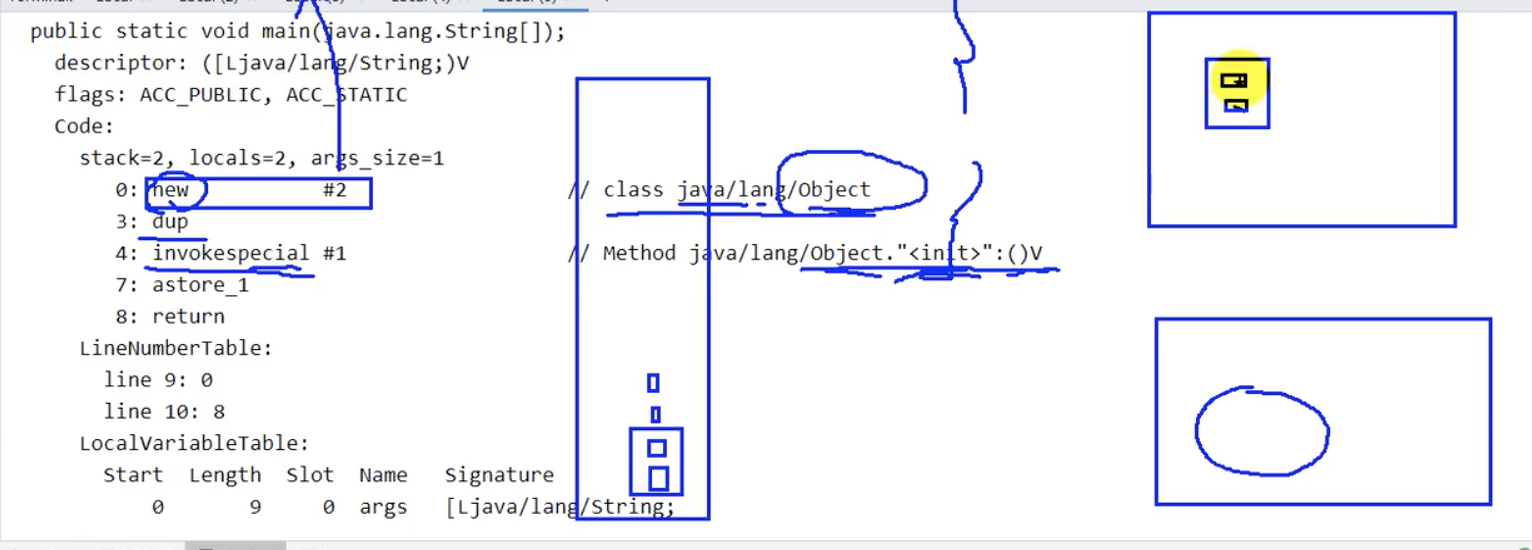 public static void main(java.lang.String[]);
descriptor: ([Ljava/lang/String;)V
flags: ACC_PUBLIC, ACC_STATIC
Code:
stack=2, locals=2, args_size=1
0: new #2 // class java/lang/Object
3: dup
4: invokespecial #1 // Method java/lang/Object."<init>":()V
7: astore_1
8: return
LineNumberTable:
line 9: 0
line 10: 8
LocalVariableTable:
Start Length Slot Name Signature
0 9 0 args [Ljava/lang/String;